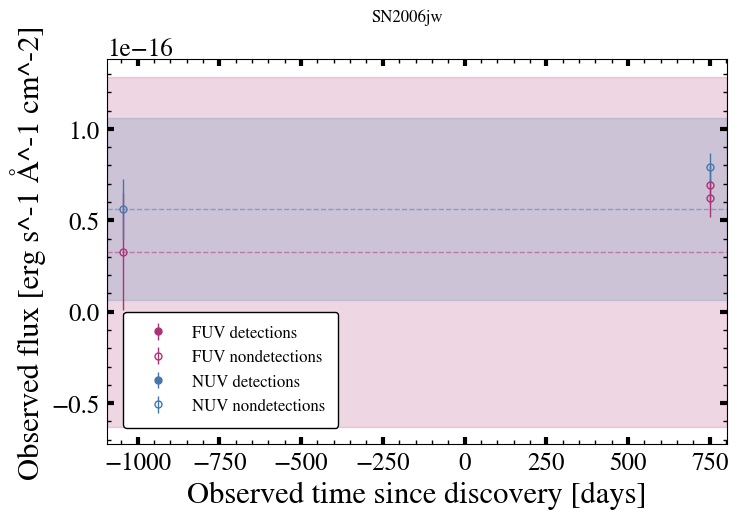 SN2006jw
1e−16
Observed flux [erg s^-1 Å^-1 cm^-2]
1.0
0.5
0.0
−0.5
FUV detections
FUV nondetections
NUV detections
NUV nondetections
−1000 −750 −500 −250 0 250 500 750
Observed time since discovery [days]